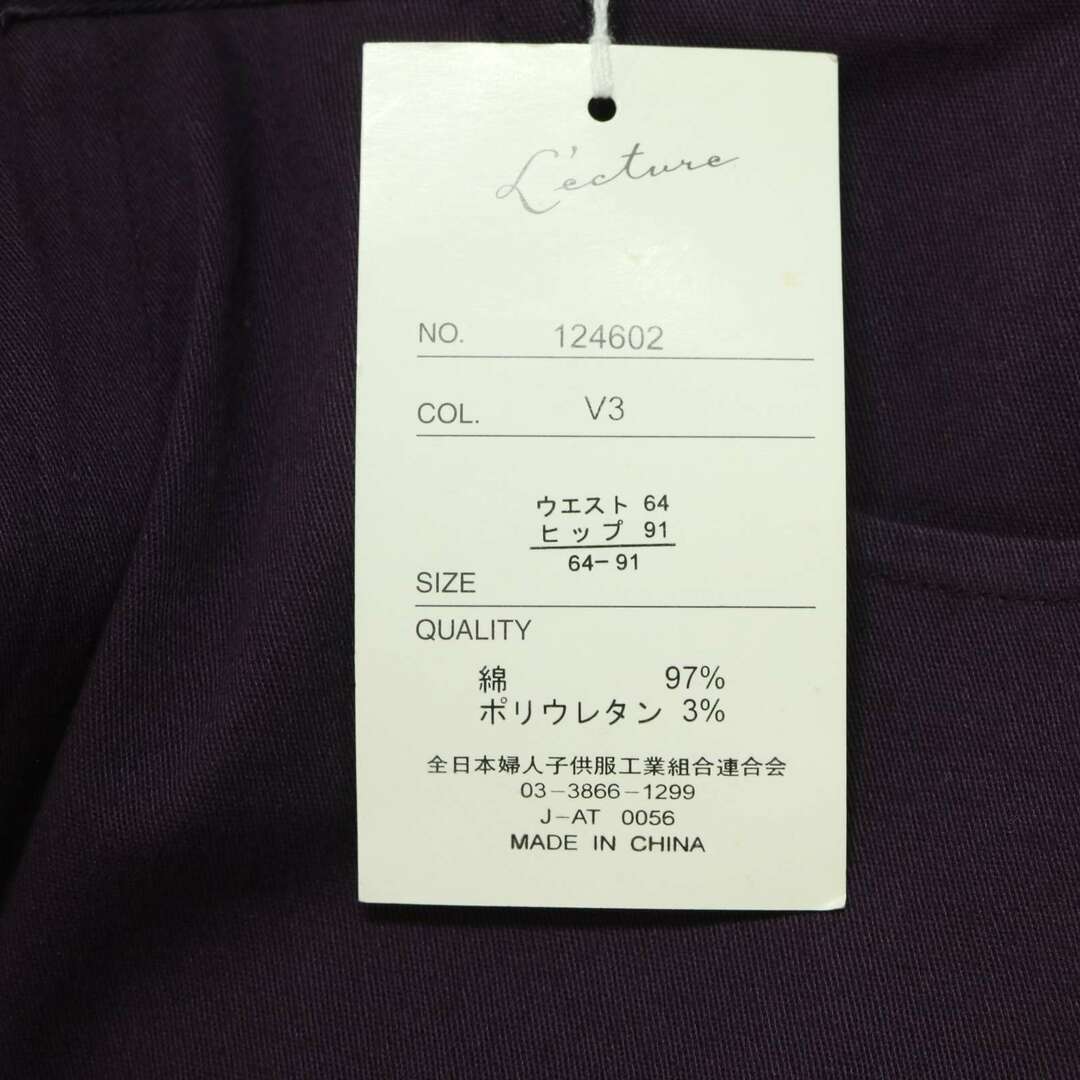 L'ecture
NO. 124602
COL. V3
ウエスト 64
ヒップ 91
64-91
SIZE
QUALITY
綿 97%
ポリウレタン 3%
全日本婦人子供服工業組合連合会
03-3866-1299
J-AT 0056
MADE IN CHINA